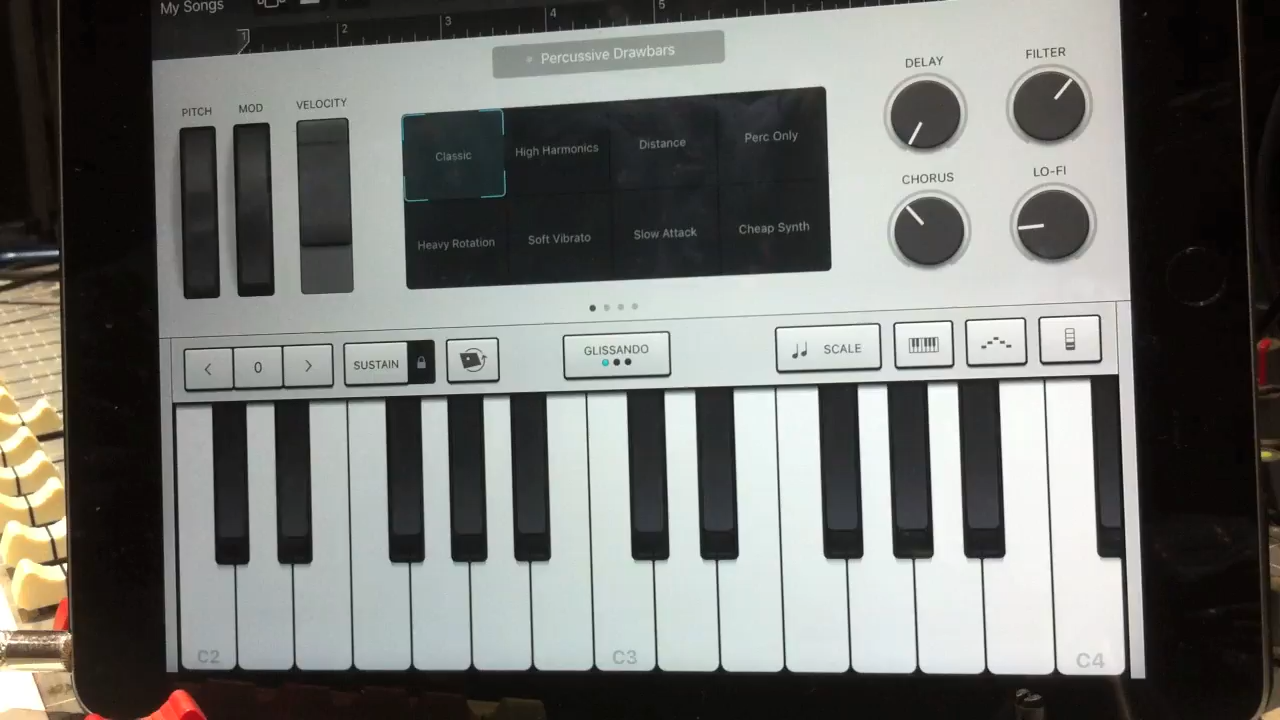 My Songs
1 2 3 4 5
Percussive Drawbars
PITCH MOD VELOCITY
DELAY FILTER
Classic High Harmonics Distance Perc Only
CHORUS LO-FI
Heavy Rotation Soft Vibrato Slow Attack Cheap Synth
< 0 > SUSTAIN GLISSANDO SCALE
C2 C3 C4